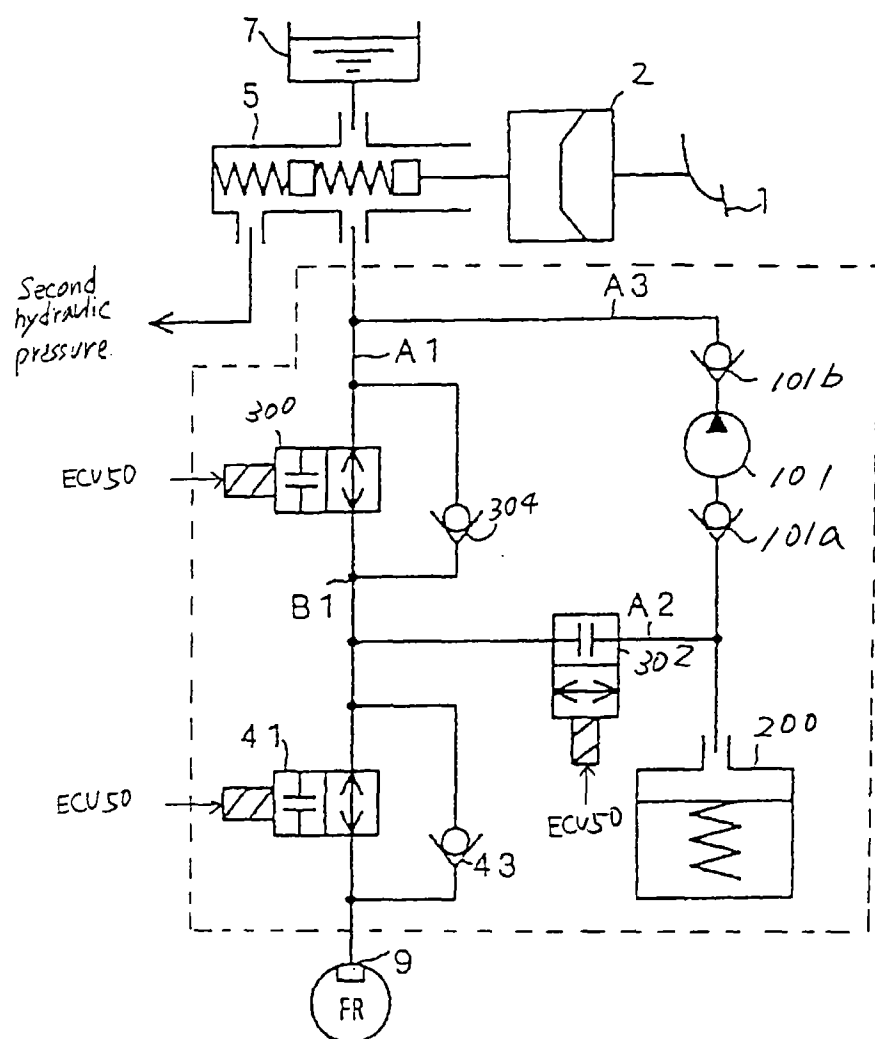 7
2
5
1
Second
hydraulic
pressure.
A3
A1
101b
300
ECU50
304
101
101a
B1
A2
302
200
41
ECU50
ECU50
43
9
FR